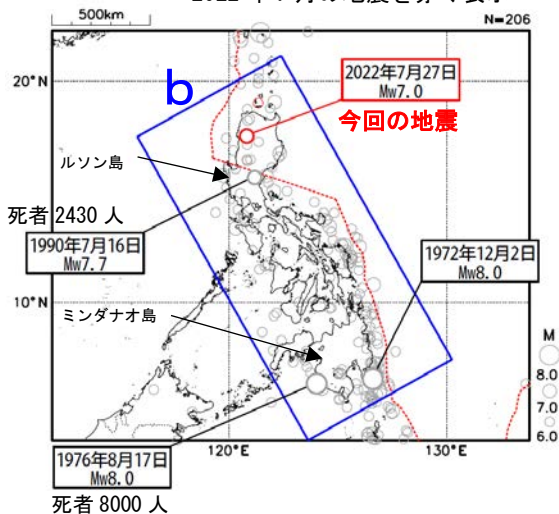 500km
N=206
20°N
b
2022年7月27日
Mw7.0
今回の地震
ルソン島
死者 2430 人
1990年7月16日
Mw7.7
1972年12月2日
Mw8.0
10°N
ミンダナオ島
M
8.0
7.0
6.0
1976年8月17日
Mw8.0
120°E
130°E
死者 8000 人